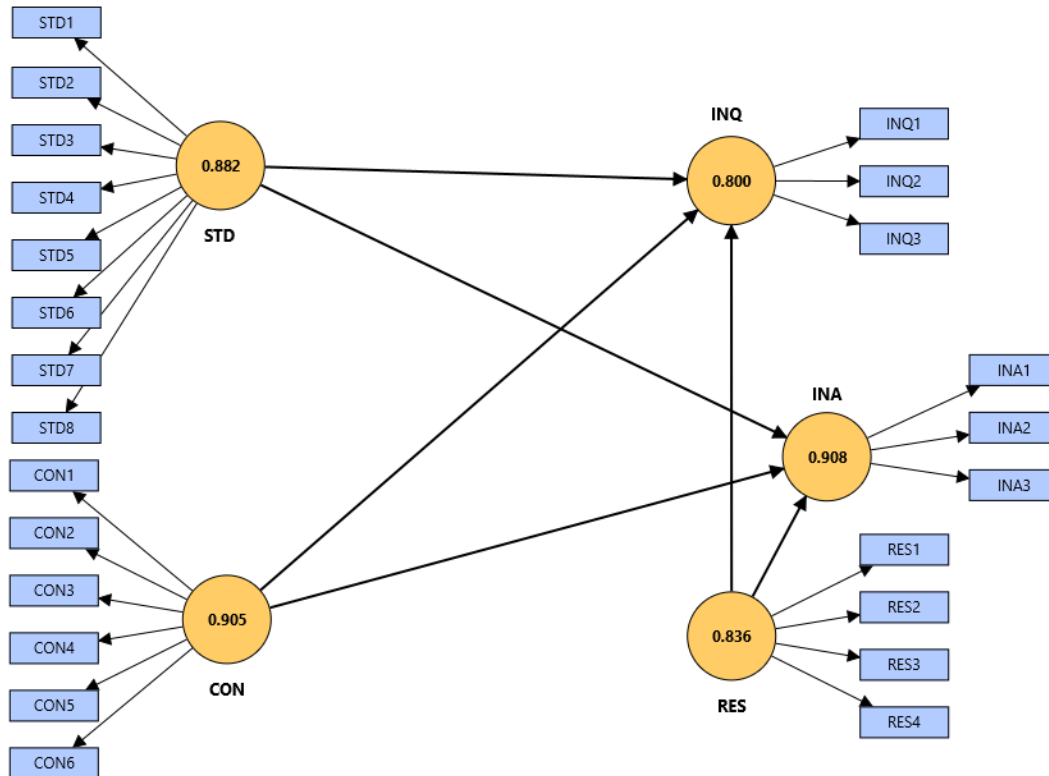 STD1
STD2
STD3
STD4
STD5
STD6
STD7
STD8
0.882
STD
INQ
0.800
INQ1
INQ2
INQ3
INA
0.908
INA1
INA2
INA3
CON1
CON2
CON3
CON4
CON5
CON6
0.905
CON
0.836
RES
RES1
RES2
RES3
RES4